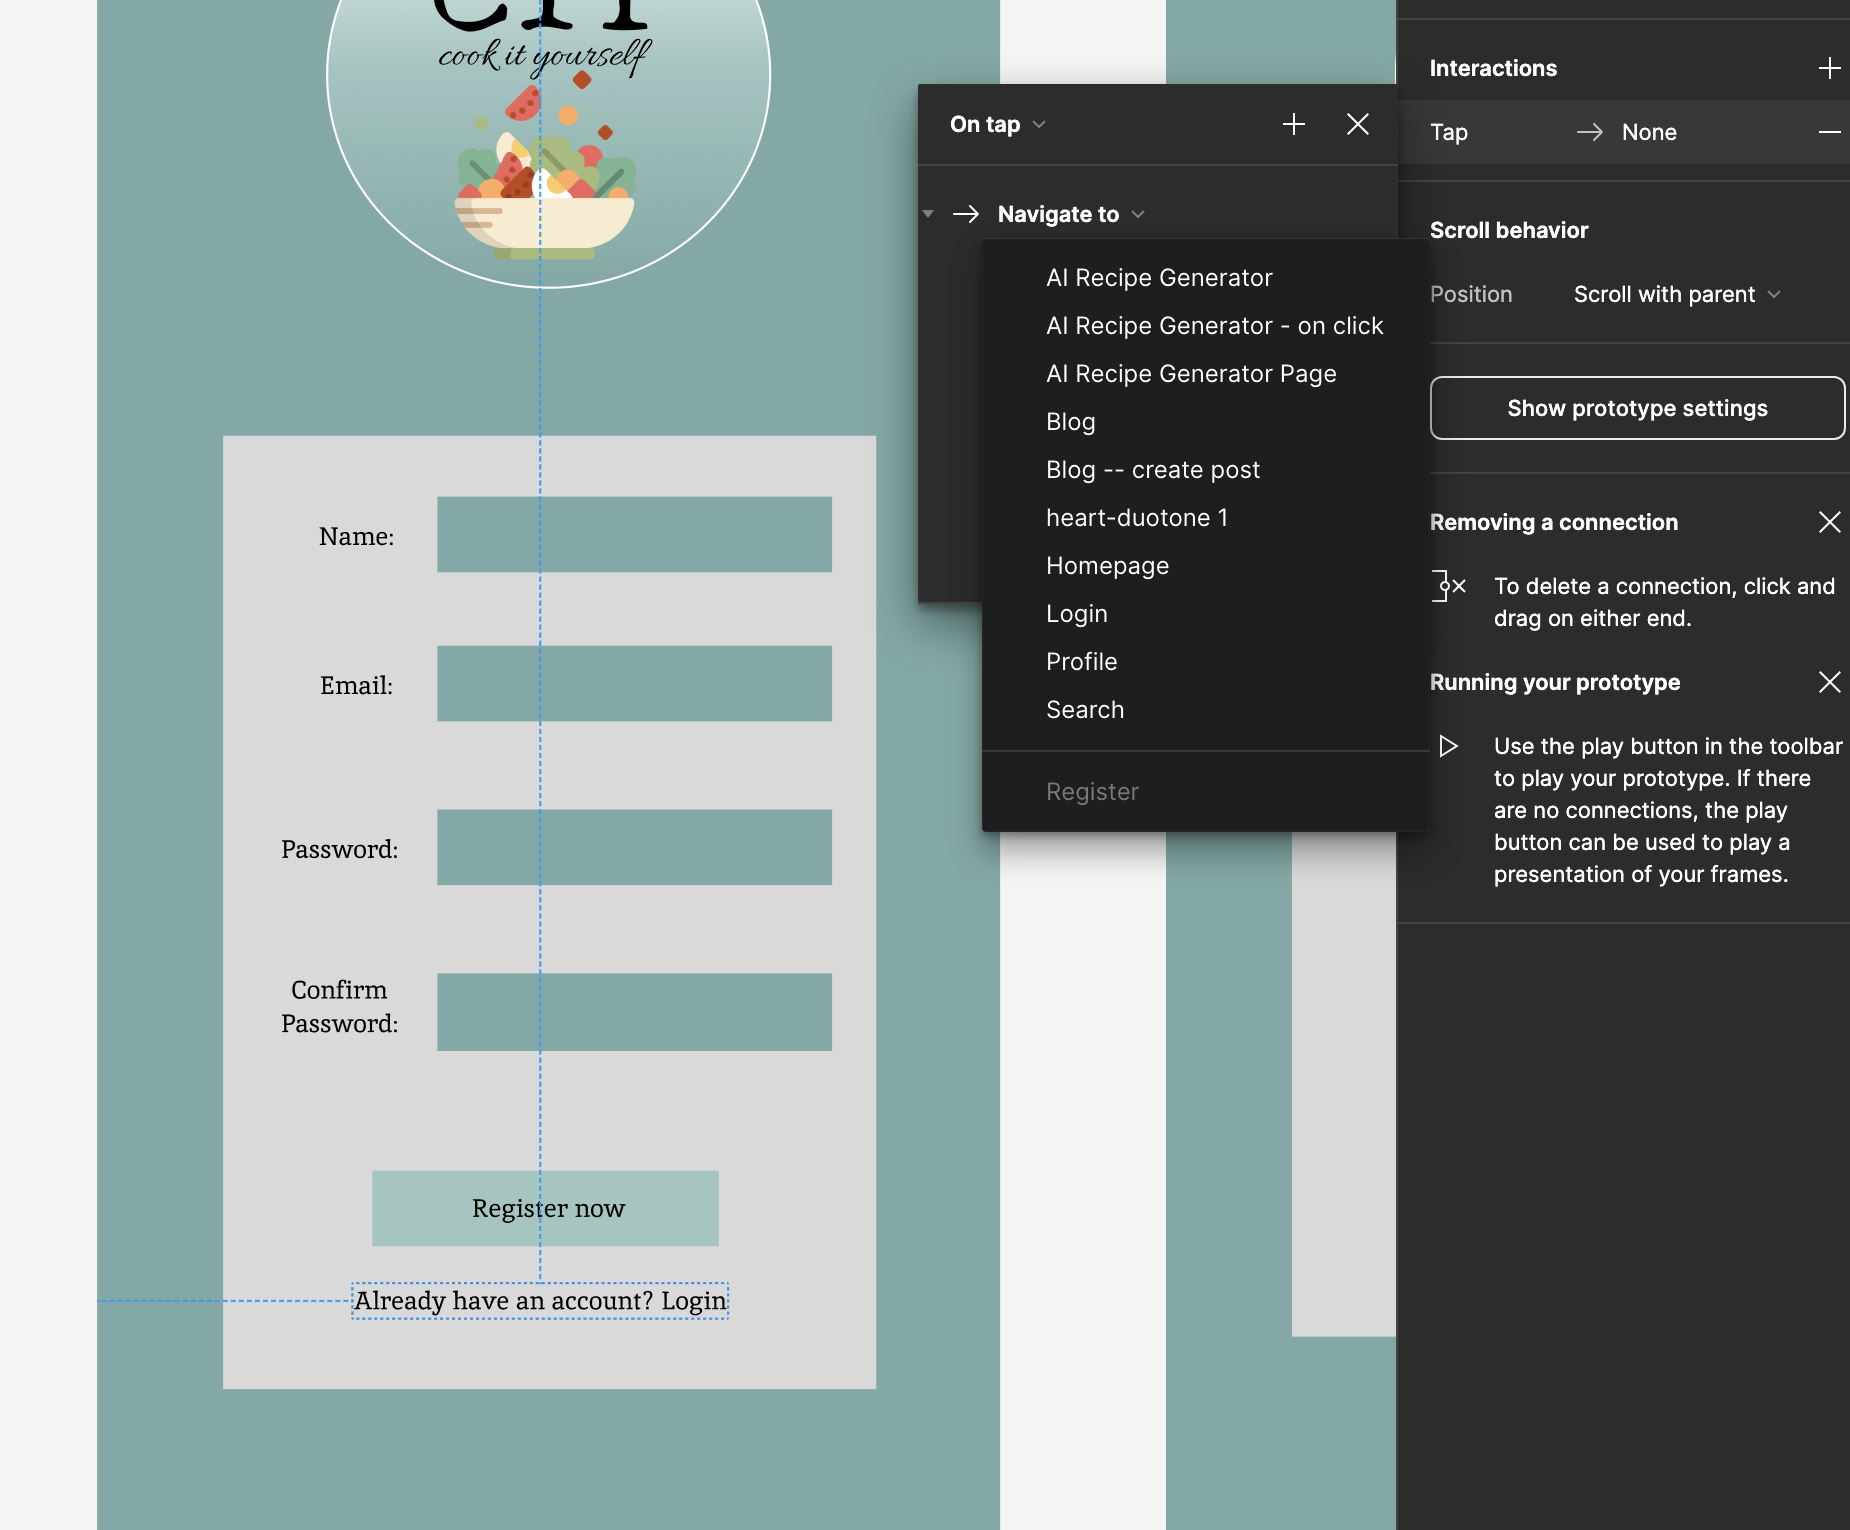 cook it yourself
Name:
Email:
Password:
Confirm
Password:
Register now
Already have an account? Login
On tap
Navigate to
AI Recipe Generator
AI Recipe Generator - on click
AI Recipe Generator Page
Blog
Blog -- create post
heart-duotone 1
Homepage
Login
Profile
Search
Register
Interactions
Tap
None
Scroll behavior
Position
Scroll with parent
Show prototype settings
Removing a connection
To delete a connection, click and
drag on either end.
Running your prototype
Use the play button in the toolbar
to play your prototype. If there
are no connections, the play
button can be used to play a
presentation of your frames.